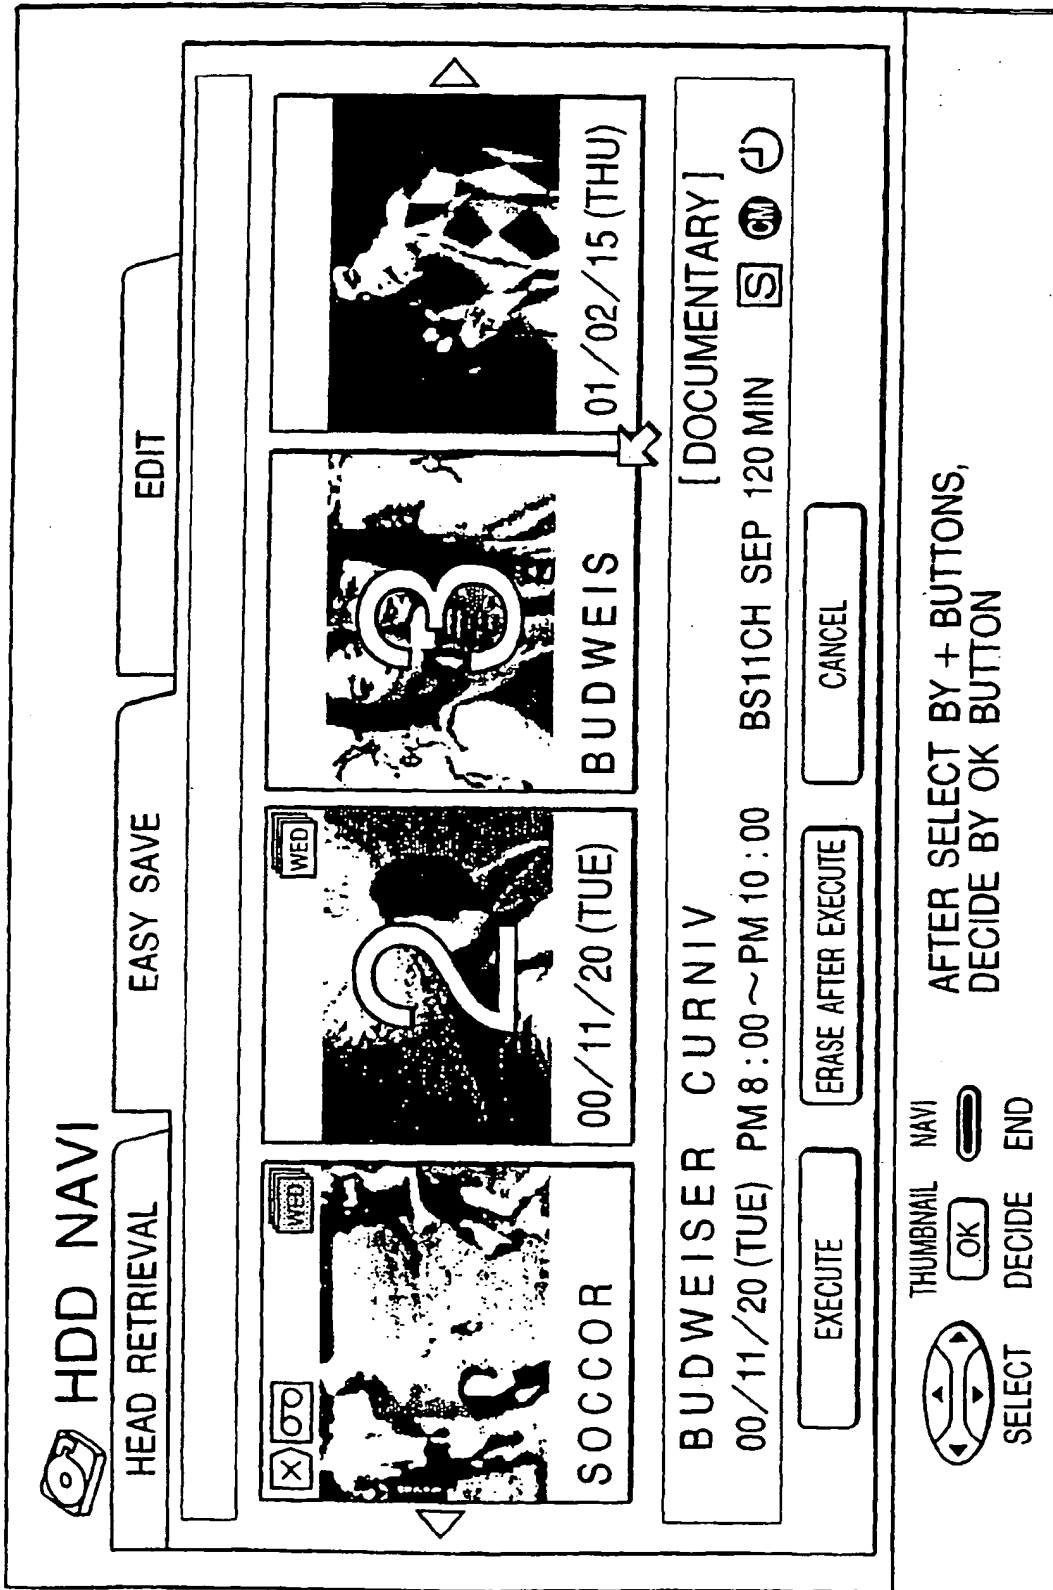 HDD NAVI
HEAD RETRIEVAL
EASY SAVE
EDIT
WED
WED
2
3
SOCCOR
00/11/20 (TUE)
BUDWEIS
01/02/15 (THU)
BUDWEISER CURNIV
[DOCUMENTARY]
00/11/20 (TUE) PM 8:00~PM 10:00 BS11CH SEP 120 MIN S CM
EXECUTE
ERASE AFTER EXECUTE
CANCEL
THUMBNAIL NAVI
OK
SELECT DECIDE END
AFTER SELECT BY + BUTTONS,
DECIDE BY OK BUTTON